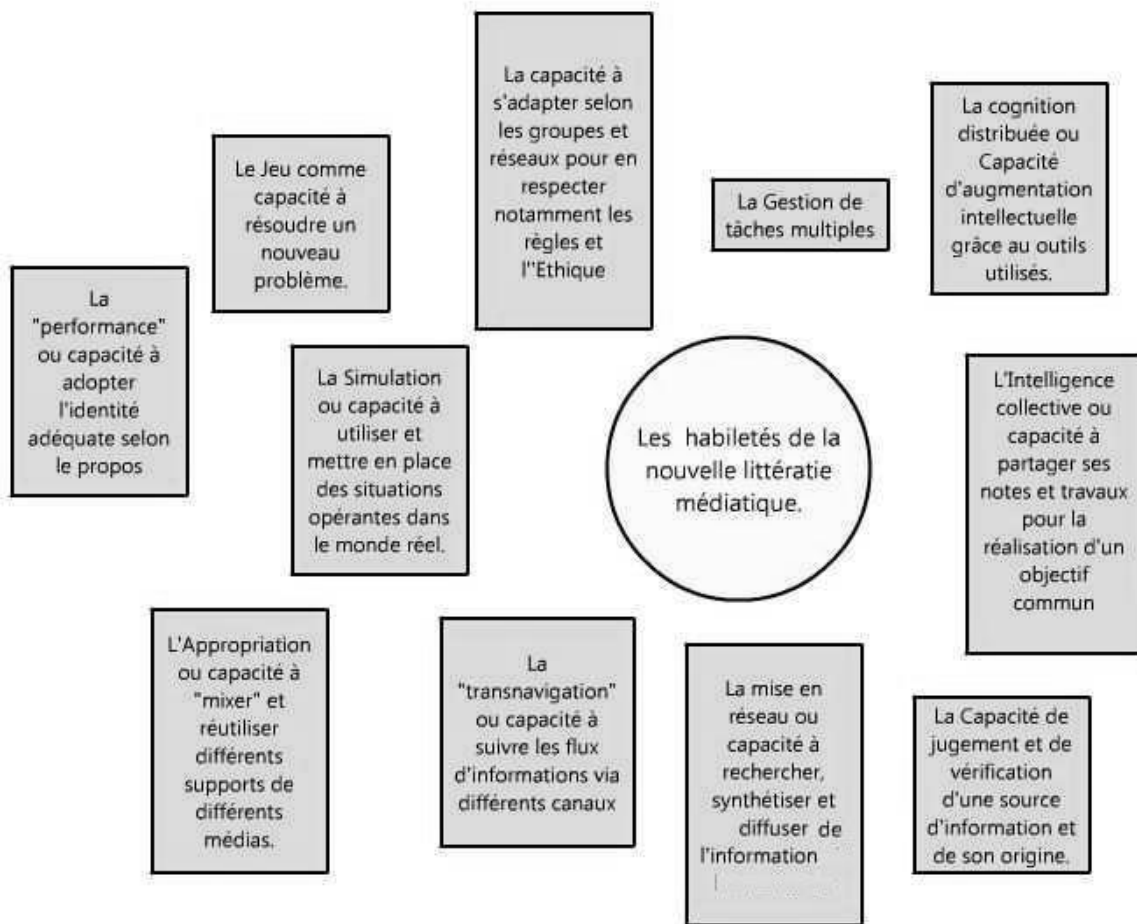 La capacité à
s'adapter selon
les groupes et
réseaux pour en
respecter
notamment les
règles et
l''Ethique
La cognition
distribuée ou
Capacité
d'augmentation
intellectuelle
grâce au outils
utilisés.
Le Jeu comme
capacité à
résoudre un
nouveau
problème.
La Gestion de
tâches multiples
La
"performance"
ou capacité à
adopter
l'identité
adéquate selon
le propos
La Simulation
ou capacité à
utiliser et
mettre en place
des situations
opérantes dans
le monde réel.
Les habiletés de la
nouvelle littératie
médiatique.
L'Intelligence
collective ou
capacité à
partager ses
notes et travaux
pour la
réalisation d'un
objectif
commun
L'Appropriation
ou capacité à
"mixer" et
réutiliser
différents
supports de
différents
médias.
La
"transnavigation"
ou capacité à
suivre les flux
d'informations via
différents canaux
La mise en
réseau ou
capacité à
rechercher,
synthétiser et
diffuser de
l'information
La Capacité de
jugement et de
vérification
d'une source
d'information et
de son origine.